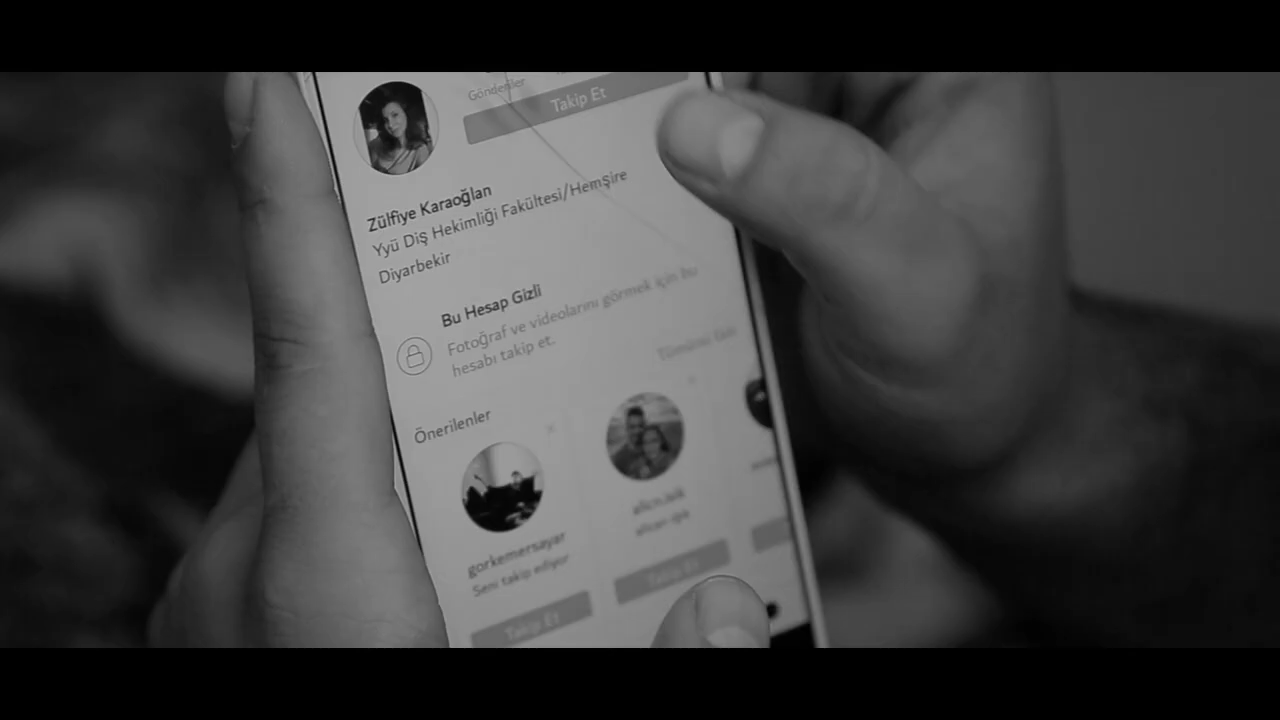 Gönderiler
Takip Et
Zülfiye Karaoğlan
Yyü Diş Hekimliği Fakültesi/Hemşire
Diyarbekir
Bu Hesap Gizli
Fotoğraf ve videolarını görmek için bu
hesabı takip et.
Tümünü
Önerilenler
gorkemersayar
Seni takip ediyor
Takip Et
Takip Et